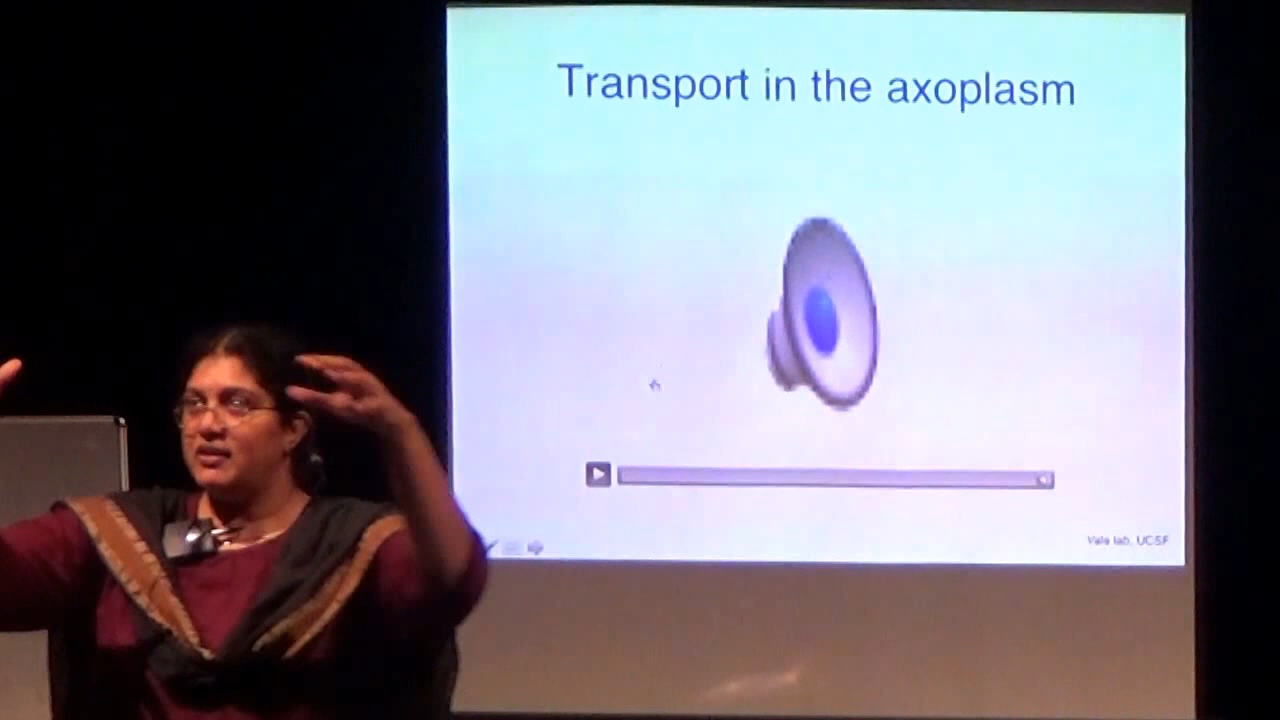 Transport in the axoplasm
Vale lab, UCSF